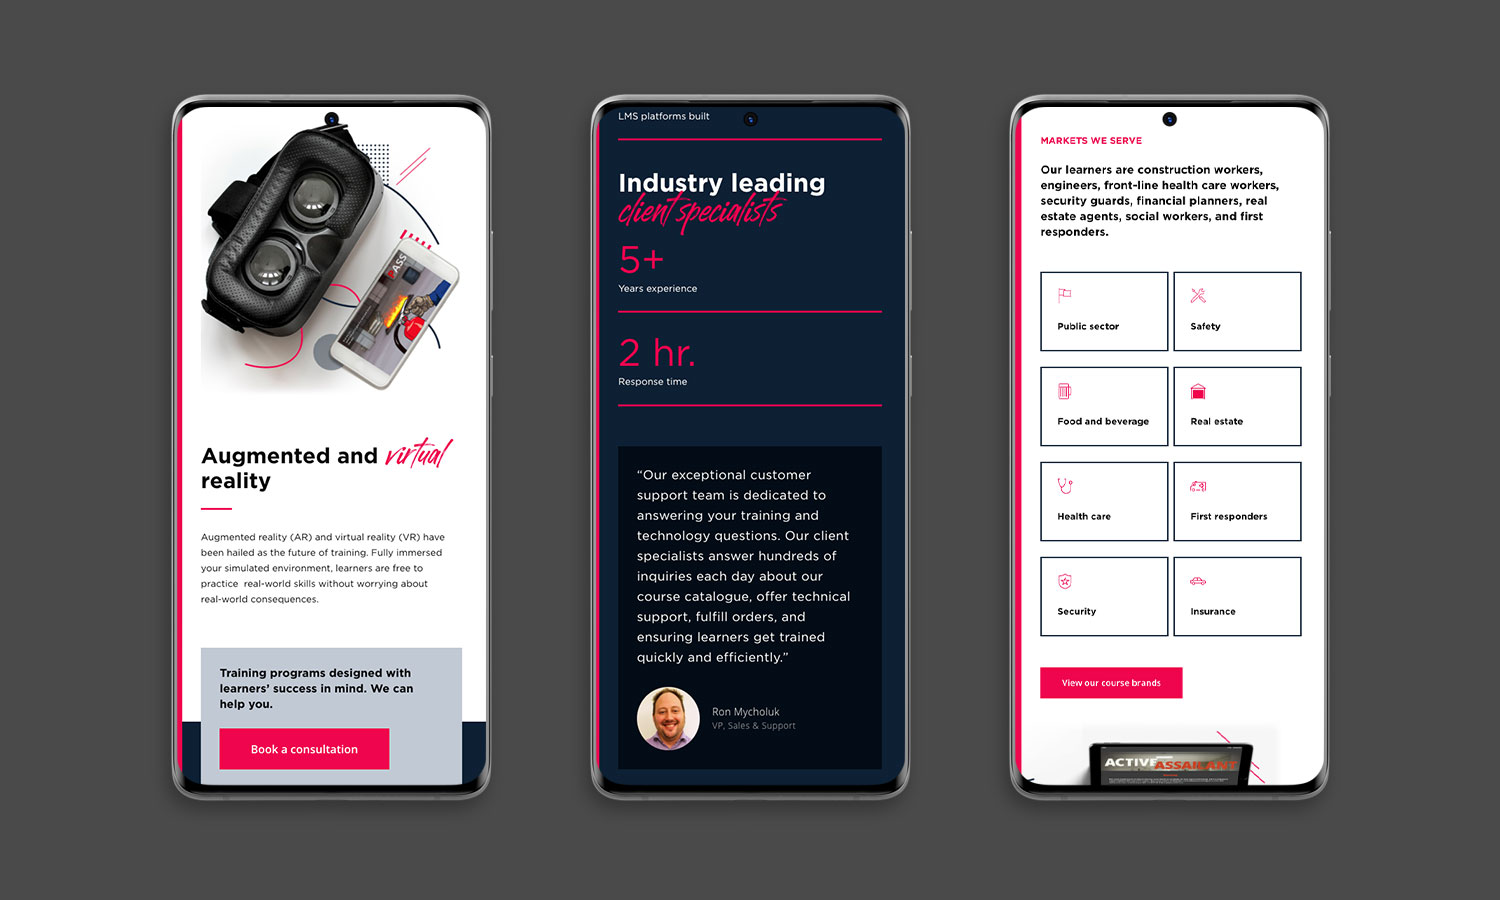 ASS
Augmented and virtual
reality
Augmented reality (AR) and virtual reality (VR) have
been hailed as the future of training. Fully immersed
your simulated environment, learners are free to
practice real-world skills without worrying about
real-world consequences.
Training programs designed with
learners' success in mind. We can
help you.
Book a consultation
LMS platforms built
Industry leading
client specialists
5+
Years experience
2 hr.
Response time
“Our exceptional customer
support team is dedicated to
answering your training and
technology questions. Our client
specialists answer hundreds of
inquiries each day about our
course catalogue, offer technical
support, fulfill orders, and
ensuring learners get trained
quickly and efficiently.”
Ron Mycholuk
VP, Sales & Support
MARKETS WE SERVE
Our learners are construction workers,
engineers, front-line health care workers,
security guards, financial planners, real
estate agents, social workers, and first
responders.
Public sector
Safety
Food and beverage
Real estate
Health care
First responders
Security
Insurance
View our course brands
ACTIVE ASSAILANT